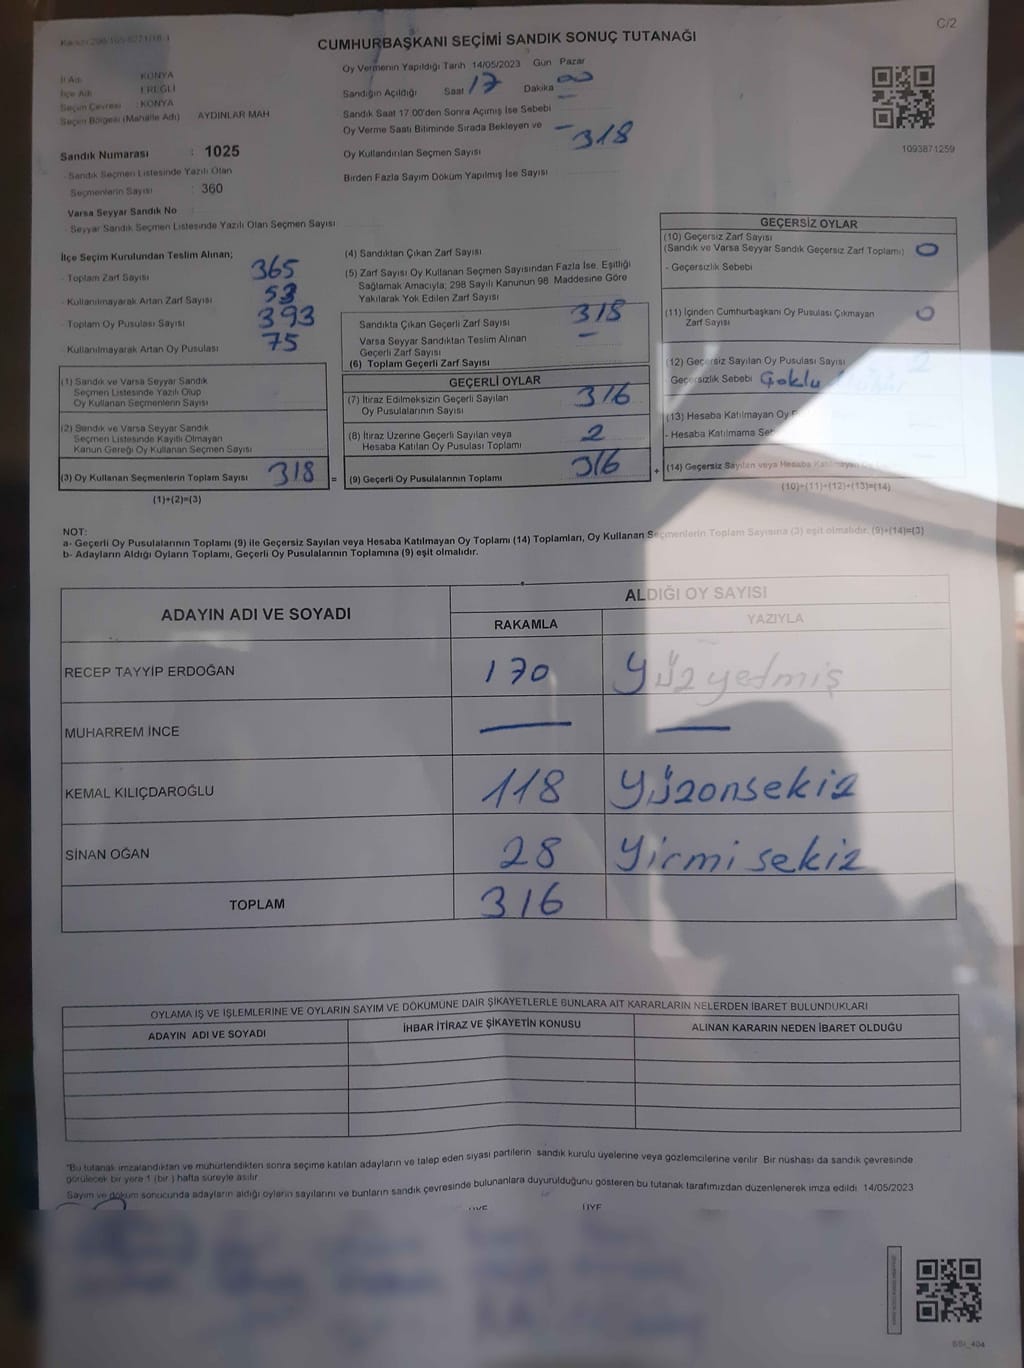 C/2
CUMHURBAŞKANI SEÇİMİ SANDIK SONUÇ TUTANAĞI
İl Adı : KONYA
İlçe Adı : EREĞLİ
Seçim Çevresi : KONYA
Seçim Bölgesi (Mahalle Adı) AYDINLAR MAH
Sandık Numarası : 1025
- Sandık Seçmen Listesinde Yazılı Olan
Seçmenlerin Sayısı : 360
Varsa Seyyar Sandık No
- Seyyar Sandık Seçmen Listesinde Yazılı Olan Seçmen Sayısı
Oy Vermenin Yapıldığı Tarih 14/05/2023 Gün Pazar
Sandığın Açıldığı Saat 17 Dakika 00
Sandık Saat 17:00'den Sonra Açımış İse Sebebi –
Oy Verme Saati Bitiminde Sırada Bekleyen ve –
Oy Kullandırılan Seçmen Sayısı 318
Birden Fazla Sayım Döküm Yapılmış İse Sayısı
1093871259
İlçe Seçim Kurulundan Teslim Alınan;
- Toplam Zarf Sayısı 365
- Kullanılmayarak Artan Zarf Sayısı 53
- Toplam Oy Pusulası Sayısı 393
- Kullanılmayarak Artan Oy Pusulası 75
(1) Sandık ve Varsa Seyyar Sandık
Seçmen Listesinde Yazılı Olup
Oy Kullanan Seçmenlerin Sayısı
(2) Sandık ve Varsa Seyyar Sandık
Seçmen Listesinde Kayıtlı Olmayan
Kanun Gereği Oy Kullanan Seçmen Sayısı
(3) Oy Kullanan Seçmenlerin Toplam Sayısı 318
(1)+(2)=(3)
=
(4) Sandıktan Çıkan Zarf Sayısı
(5) Zarf Sayısı Oy Kullanan Seçmen Sayısından Fazla İse, Eşitliği
Sağlamak Amacıyla; 298 Sayılı Kanunun 98. Maddesine Göre
Yakılarak Yok Edilen Zarf Sayısı
Sandıkta Çıkan Geçerli Zarf Sayısı 318
Varsa Seyyar Sandıktan Teslim Alınan
Geçerli Zarf Sayısı –
(6) Toplam Geçerli Zarf Sayısı
GEÇERLİ OYLAR
(7) İtiraz Edilmeksizin Geçerli Sayılan
Oy Pusulalarının Sayısı 316
(8) İtiraz Üzerine Geçerli Sayılan veya
Hesaba Katılan Oy Pusulası Toplamı 2
(9) Geçerli Oy Pusulalarının Toplamı 316
+
GEÇERSİZ OYLAR
(10) Geçersiz Zarf Sayısı
(Sandık ve Varsa Seyyar Sandık Geçersiz Zarf Toplamı) 0
- Geçersizlik Sebebi
(11) İçinden Cumhurbaşkanı Oy Pusulası Çıkmayan
Zarf Sayısı 0
(12) Geçersiz Sayılan Oy Pusulası Sayısı 2
- Geçersizlik Sebebi Çoklu
(13) Hesaba Katılmayan Oy
- Hesaba Katılmama
(14) Geçersiz Sayılan veya Hesaba Katılmayan
(10)+(11)+(12)+(13)=(14)
NOT:
a- Geçerli Oy Pusulalarının Toplamı (9) ile Geçersiz Sayılan veya Hesaba Katılmayan Oy Toplamı (14) Toplamları, Oy Kullanan Seçmenlerin Toplam Sayısına (3) eşit olmalıdır. (9)+(14)=(3)
b- Adayların Aldığı Oyların Toplamı, Geçerli Oy Pusulalarının Toplamına (9) eşit olmalıdır.
ADAYIN ADI VE SOYADI
ALDIĞI OY SAYISI
RAKAMLA YAZIYLA
RECEP TAYYİP ERDOĞAN 170 Yüzyetmiş
MUHARREM İNCE — —
KEMAL KILIÇDAROĞLU 118 Yüzonsekiz
SİNAN OĞAN 28 Yirmisekiz
TOPLAM 316
OYLAMA İŞ VE İŞLEMLERİNE VE OYLARIN SAYIM VE DÖKÜMÜNE DAİR ŞİKAYETLERLE BUNLARA AİT KARARLARIN NELERDEN İBARET BULUNDUKLARI
ADAYIN ADI VE SOYADI İHBAR İTİRAZ VE ŞİKAYETİN KONUSU ALINAN KARARIN NEDEN İBARET OLDUĞU
*Bu tutanak imzalandıktan ve mühürlendikten sonra seçime katılan adayların ve talep eden siyasi partilerin sandık kurulu üyelerine veya gözlemcilerine verilir. Bir nüshası da sandık çevresinde
görülecek bir yere 1 (bir) hafta süreyle asılır.
Sayım ve döküm sonucunda adayların aldığı oyların sayılarını ve bunların sandık çevresinde bulunanlara duyurulduğunu gösteren bu tutanak tarafımızdan düzenlenerek imza edildi. 14/05/2023
ÜYE ÜYE